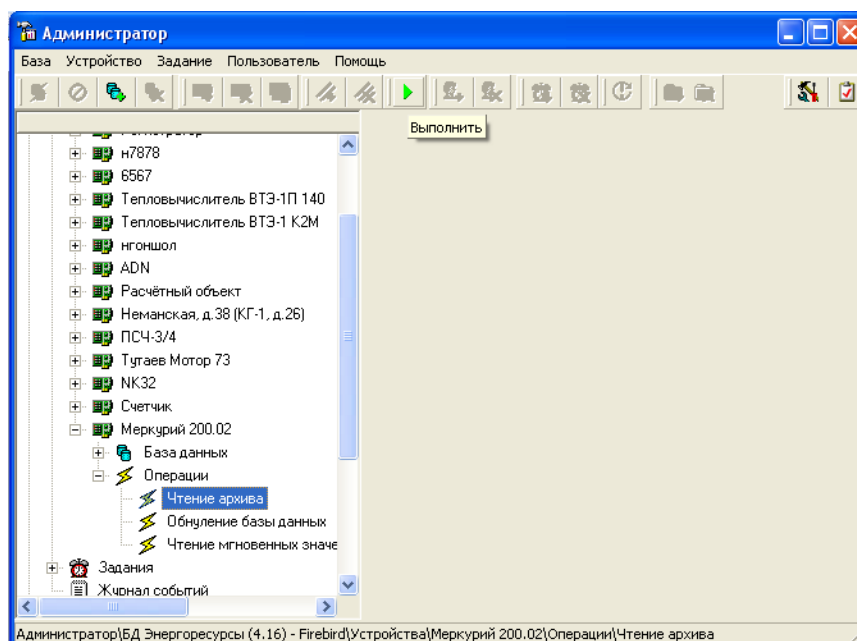 Администратор
База Устройство Задание Пользователь Помощь
Выполнить
н7878
6567
Тепловычислитель ВТЭ-1П 140
Тепловычислитель ВТЭ-1 К2М
нгоншол
ADN
Расчётный объект
Неманская, д.38 (КГ-1, д.26)
ПСЧ-3/4
Тутаев Мотор 73
NK32
Счетчик
Меркурий 200.02
База данных
Операции
Чтение архива
Обнуление базы данных
Чтение мгновенных значе
Задания
Журнал событий
Администратор\БД Энергоресурсы (4.16) - Firebird\Устройства\Меркурий 200.02\Операции\Чтение архива